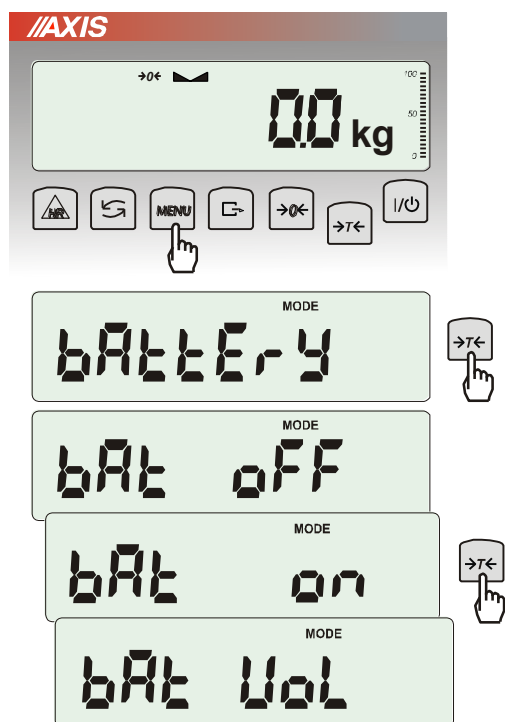 //AXIS
→0← 100
0.0 kg 50
0
HR MENU →0← →T← I/⏻
MODE
bAttErY
→T←
MODE
bAt oFF
MODE
bAt on
→T←
MODE
bAt VoL